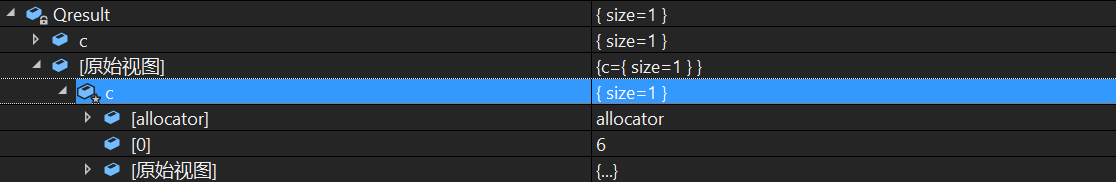 Qresult { size=1 }
c { size=1 }
[原始视图] {c={ size=1 } }
c { size=1 }
[allocator] allocator
[0] 6
[原始视图] {...}